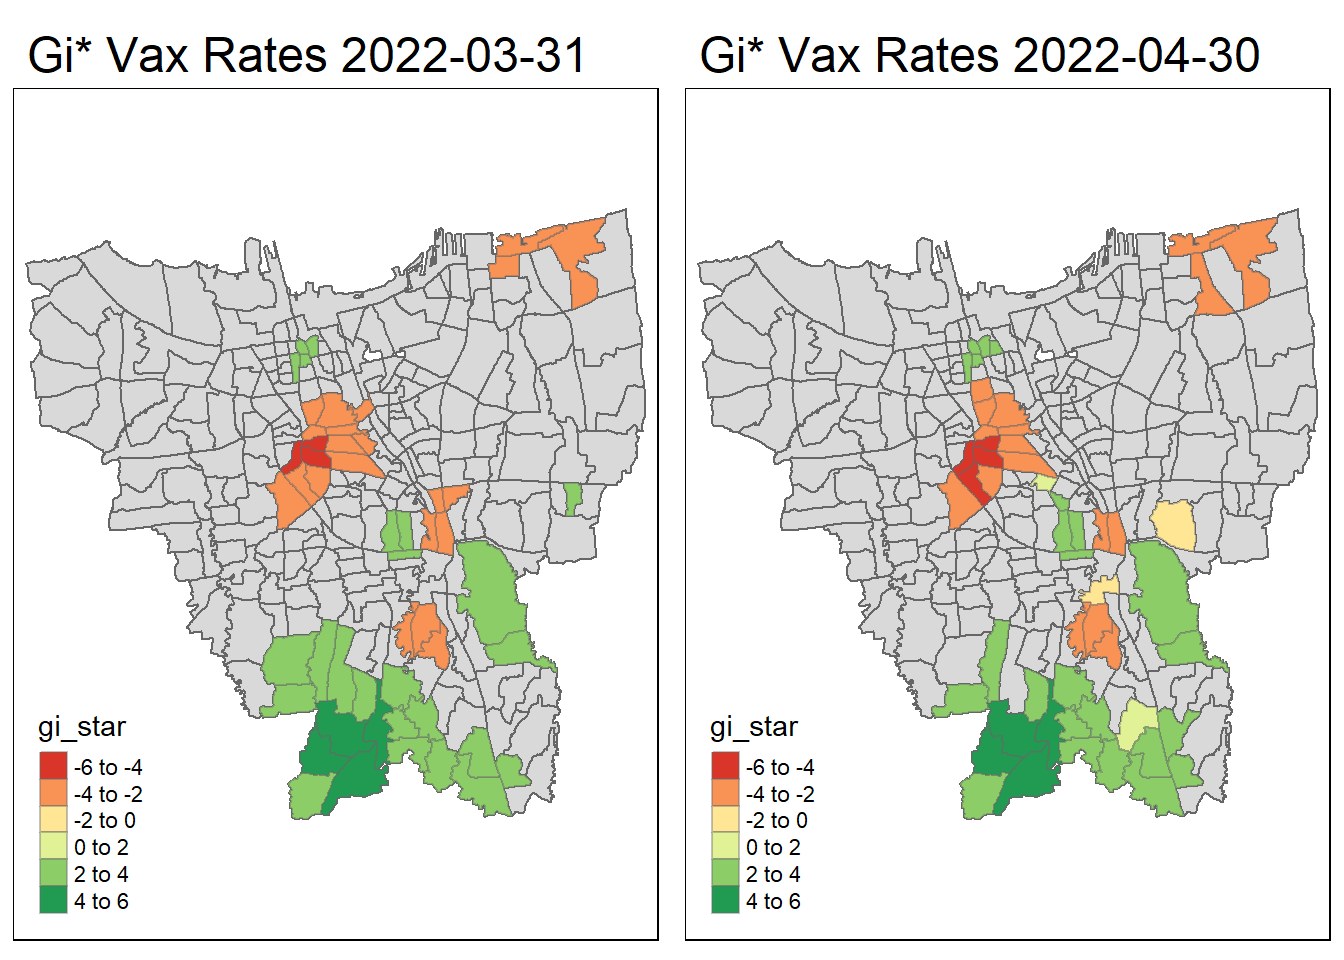 Gi* Vax Rates 2022-03-31
gi_star
-6 to -4
-4 to -2
-2 to 0
0 to 2
2 to 4
4 to 6
Gi* Vax Rates 2022-04-30
gi_star
-6 to -4
-4 to -2
-2 to 0
0 to 2
2 to 4
4 to 6